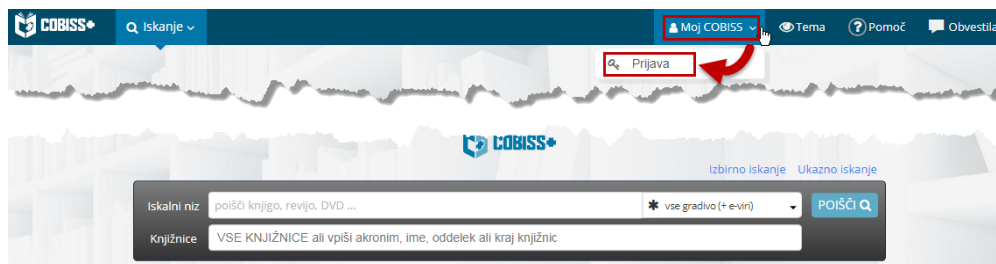 COBISS+ Iskanje Moj COBISS Tema ? Pomoč Obvestila
Prijava
COBISS+
Izbirno iskanje Ukazno iskanje
Iskalni niz poišči knjigo, revijo, DVD ... ✱ vse gradivo (+ e-viri) POIŠČI
Knjižnice VSE KNJIŽNICE ali vpiši akronim, ime, oddelek ali kraj knjižnic